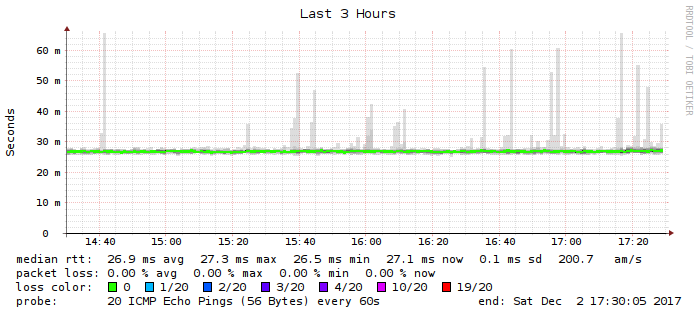 Last 3 Hours
RRDTOOL / TOBI OETIKER
Seconds
60 m
50 m
40 m
30 m
20 m
10 m
0
14:40 15:00 15:20 15:40 16:00 16:20 16:40 17:00 17:20
median rtt: 26.9 ms avg 27.3 ms max 26.5 ms min 27.1 ms now 0.1 ms sd 200.7 am/s
packet loss: 0.00 % avg 0.00 % max 0.00 % min 0.00 % now
loss color: 0 1/20 2/20 3/20 4/20 10/20 19/20
probe: 20 ICMP Echo Pings (56 Bytes) every 60s end: Sat Dec 2 17:30:05 2017